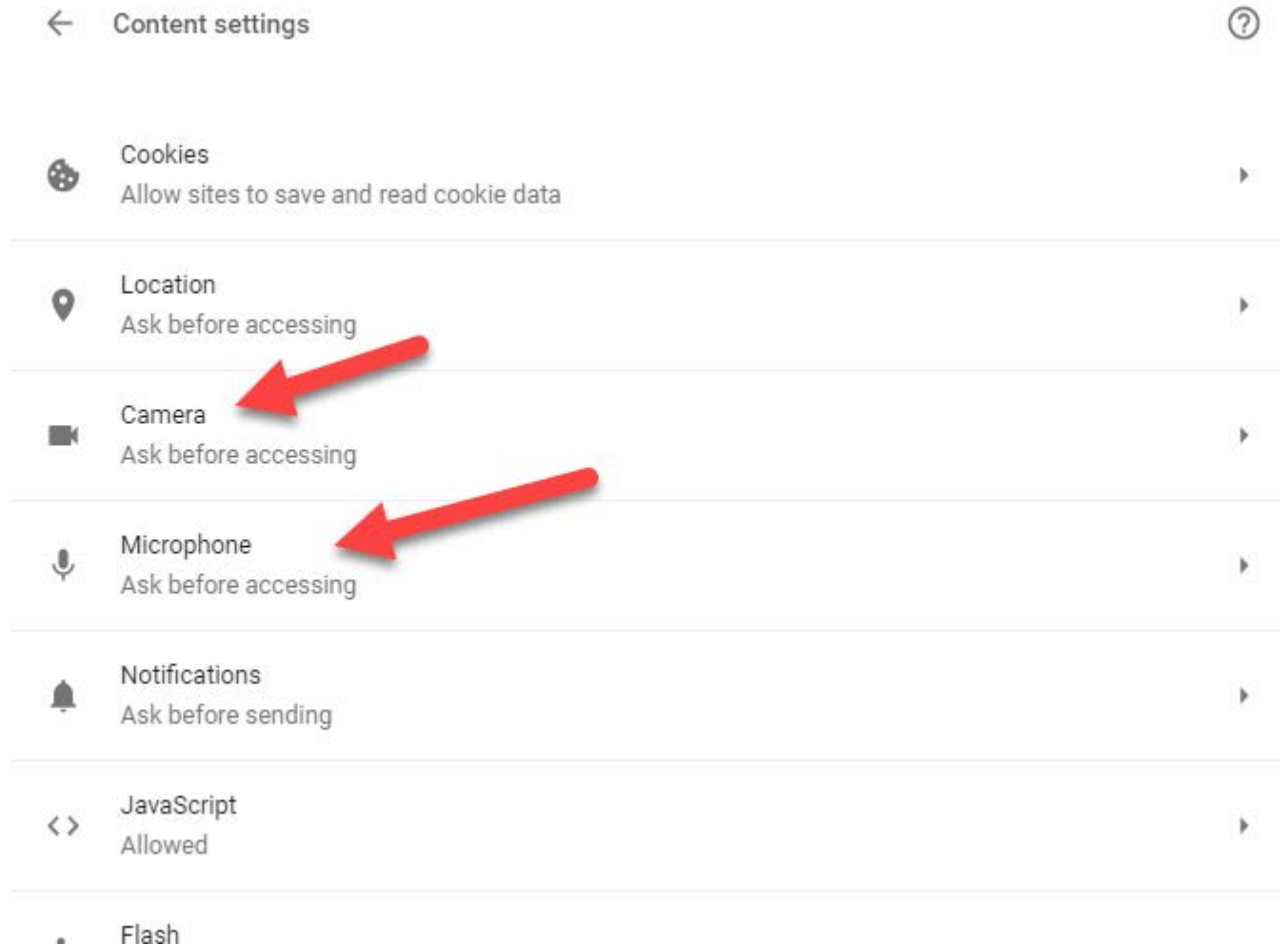 Content settings
Cookies
Allow sites to save and read cookie data
Location
Ask before accessing
Camera
Ask before accessing
Microphone
Ask before accessing
Notifications
Ask before sending
JavaScript
Allowed
Flash